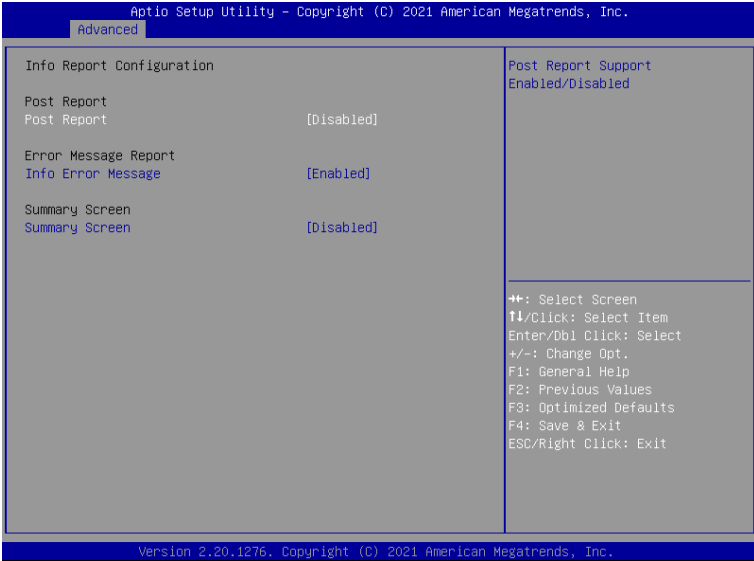 Aptio Setup Utility – Copyright (C) 2021 American Megatrends, Inc.
Advanced
Info Report Configuration
Post Report
Post Report [Disabled]
Error Message Report
Info Error Message [Enabled]
Summary Screen
Summary Screen [Disabled]
Post Report Support
Enabled/Disabled
→←: Select Screen
↑↓/Click: Select Item
Enter/Dbl Click: Select
+/-: Change Opt.
F1: General Help
F2: Previous Values
F3: Optimized Defaults
F4: Save & Exit
ESC/Right Click: Exit
Version 2.20.1276. Copyright (C) 2021 American Megatrends, Inc.